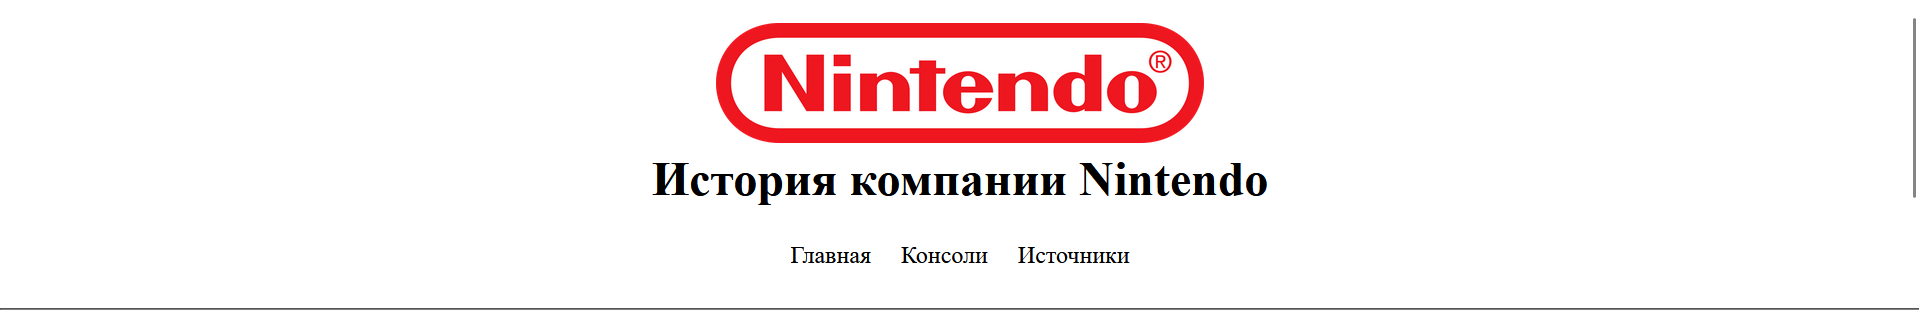 Nintendo®
История компании Nintendo
Главная Консоли Источники